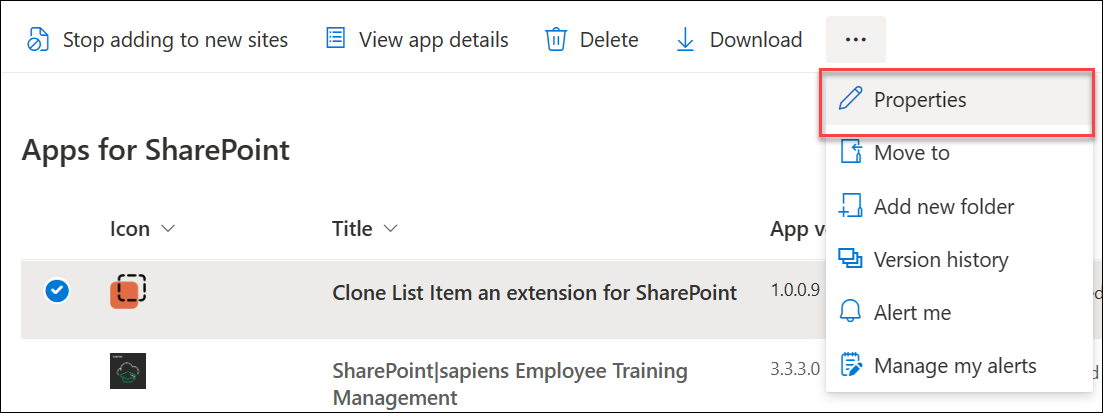 Stop adding to new sites View app details Delete Download ...
Properties
Apps for SharePoint
Move to
Add new folder
Icon Title App v
Version history
Clone List Item an extension for SharePoint 1.0.0.9
Alert me
SharePoint|sapiens Employee Training Management 3.3.3.0
Manage my alerts